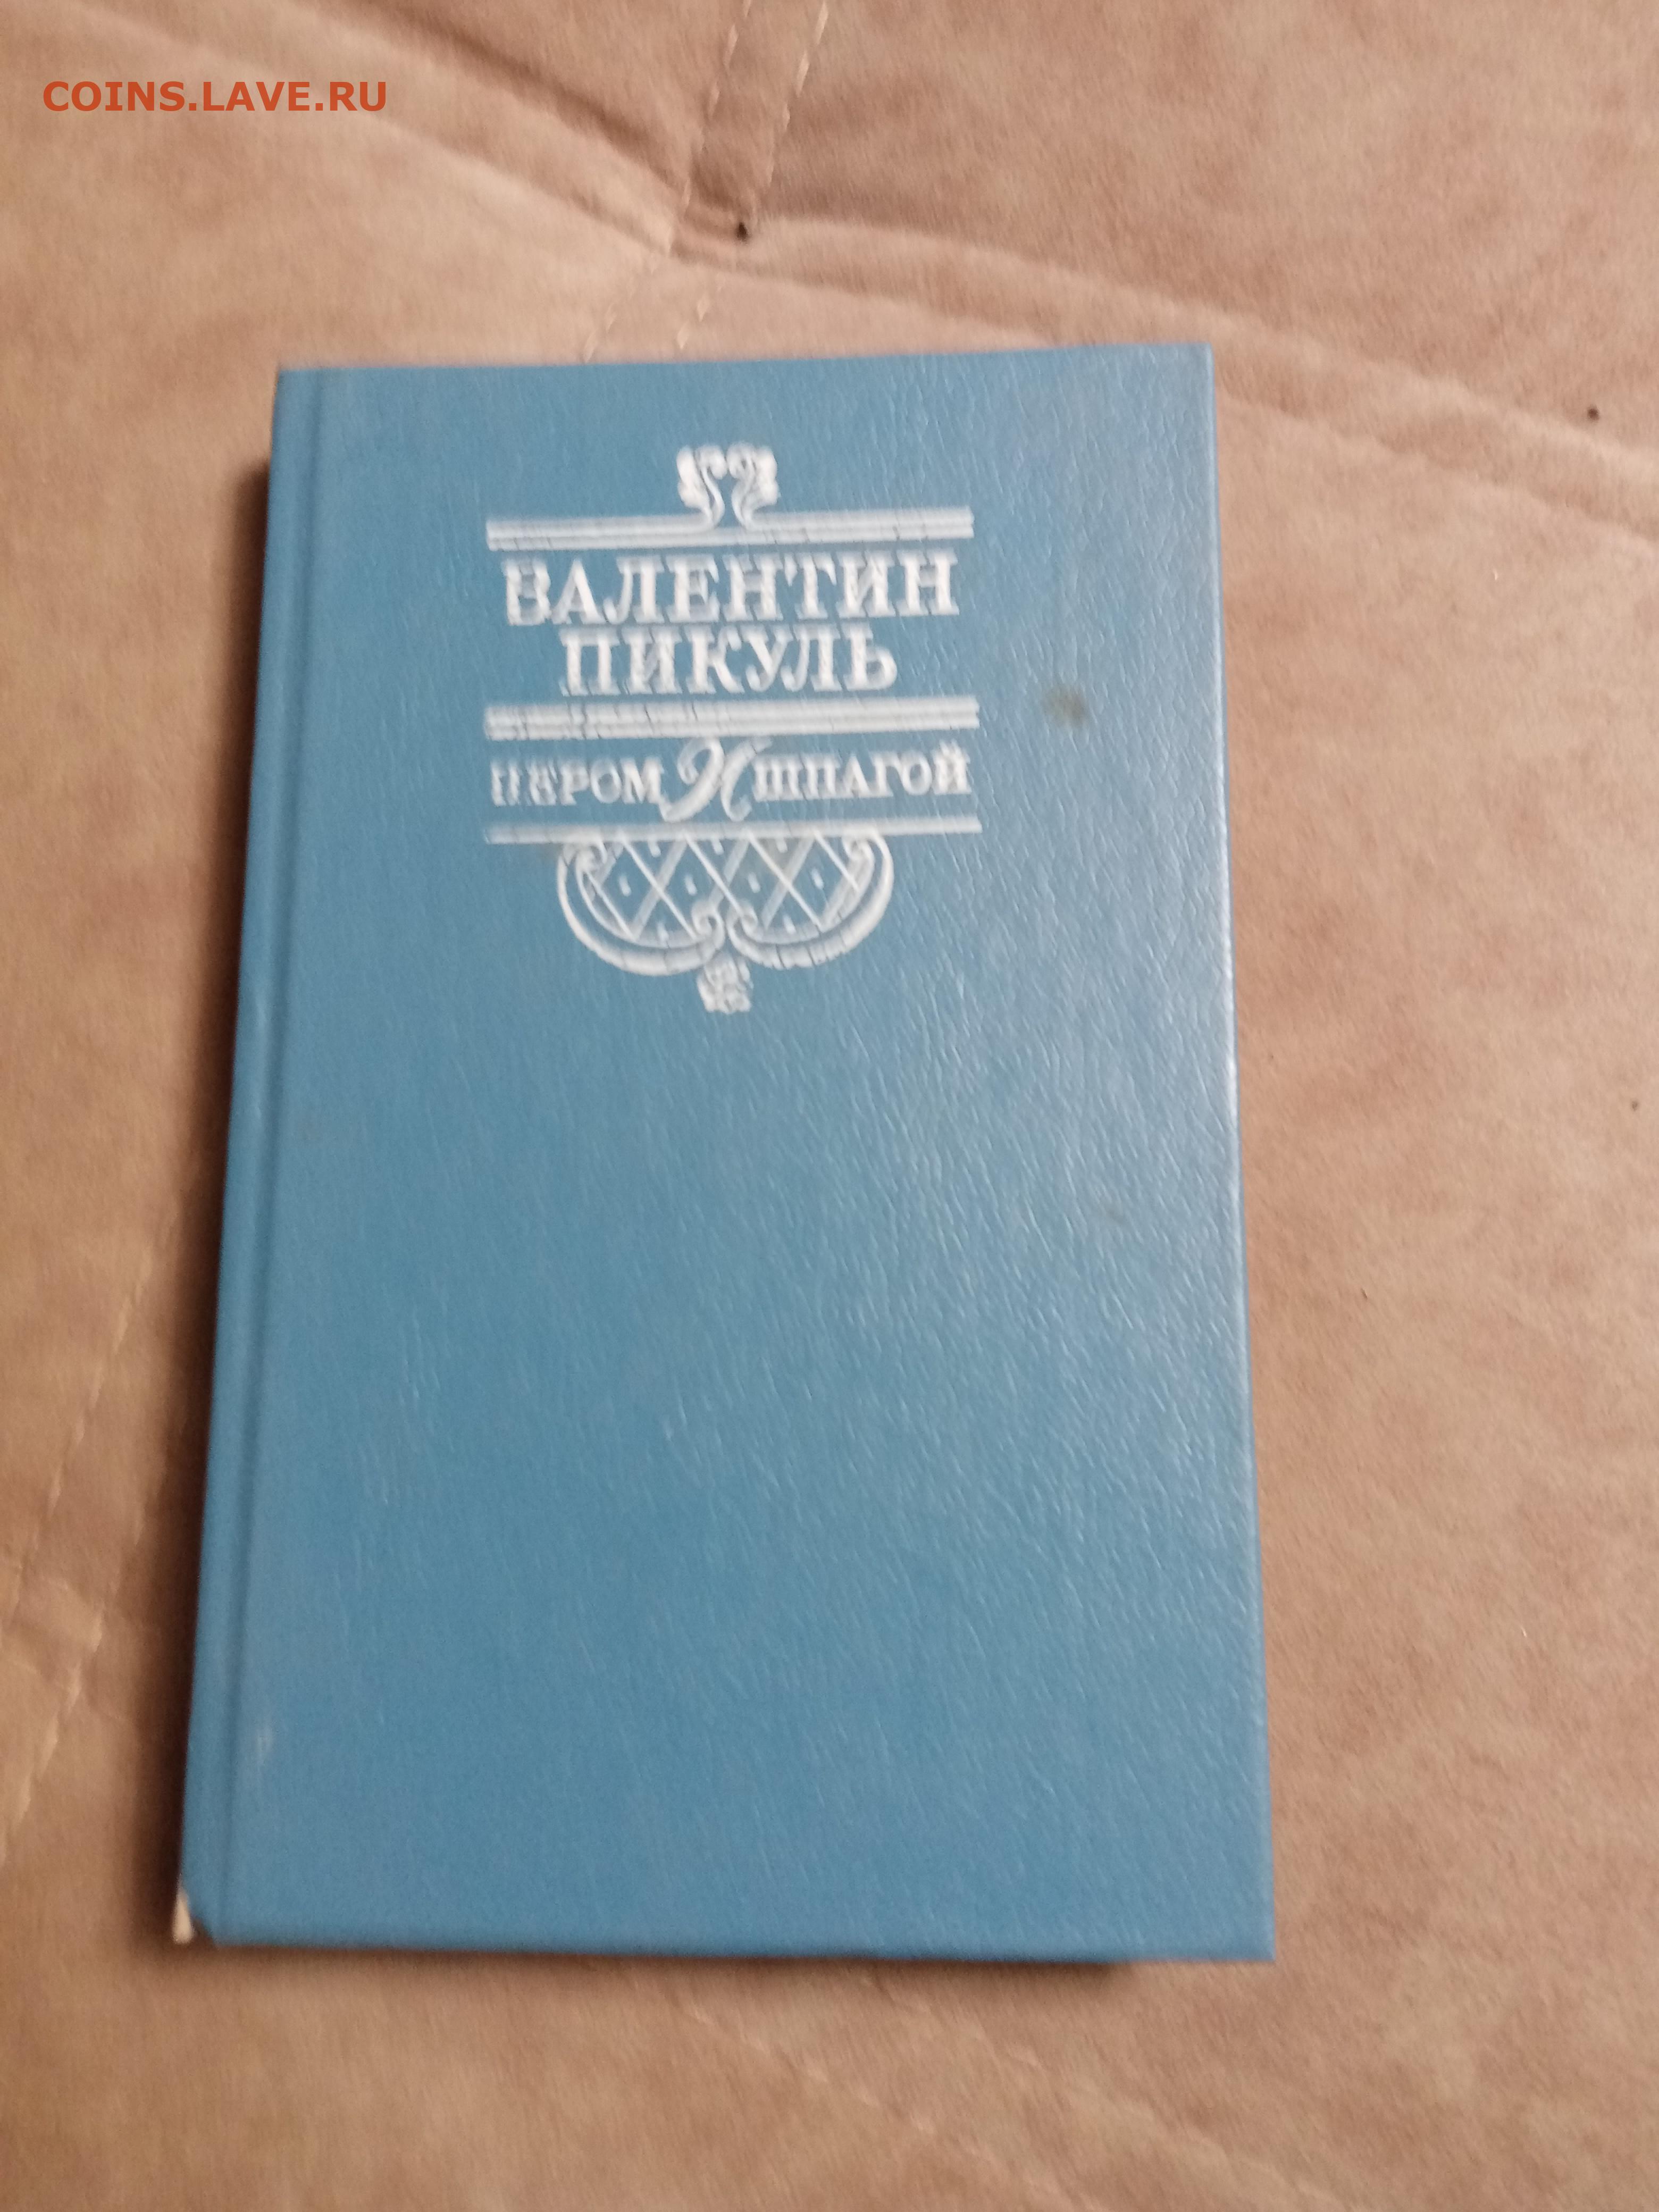 COINS.LAVE.RU
ВАЛЕНТИН
ПИКУЛЬ
ПЕРОМ И ШПАГОЙ